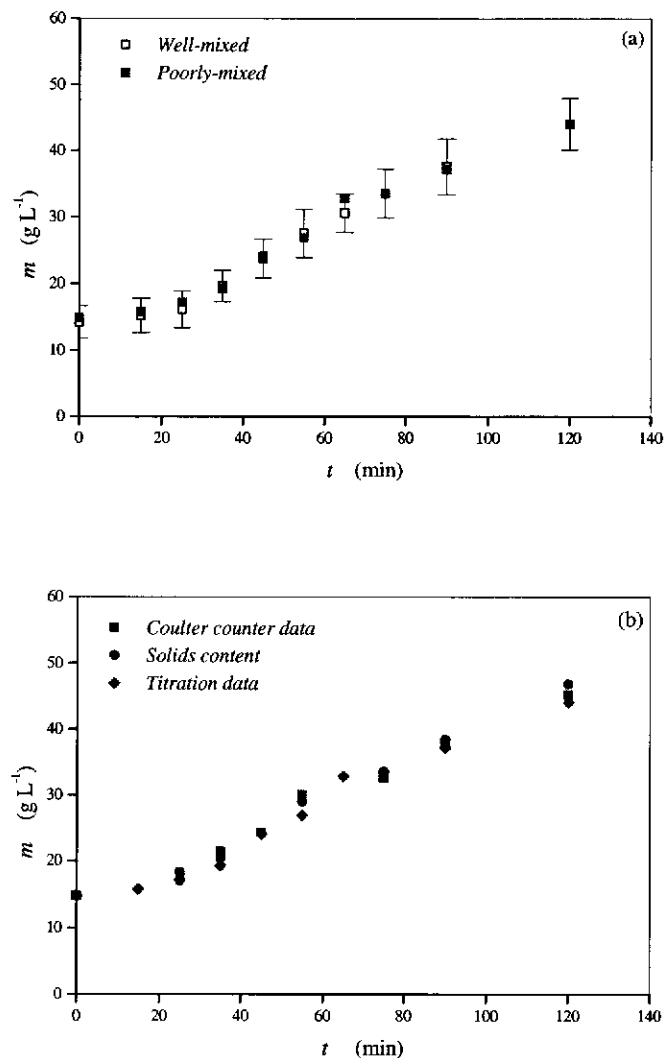 60
(a)
Well-mixed
Poorly-mixed
50
40
m (g L⁻¹)
30
20
10
0
0 20 40 60 80 100 120 140
t (min)
60
(b)
Coulter counter data
Solids content
Titration data
50
40
m (g L⁻¹)
30
20
10
0
0 20 40 60 80 100 120 140
t (min)